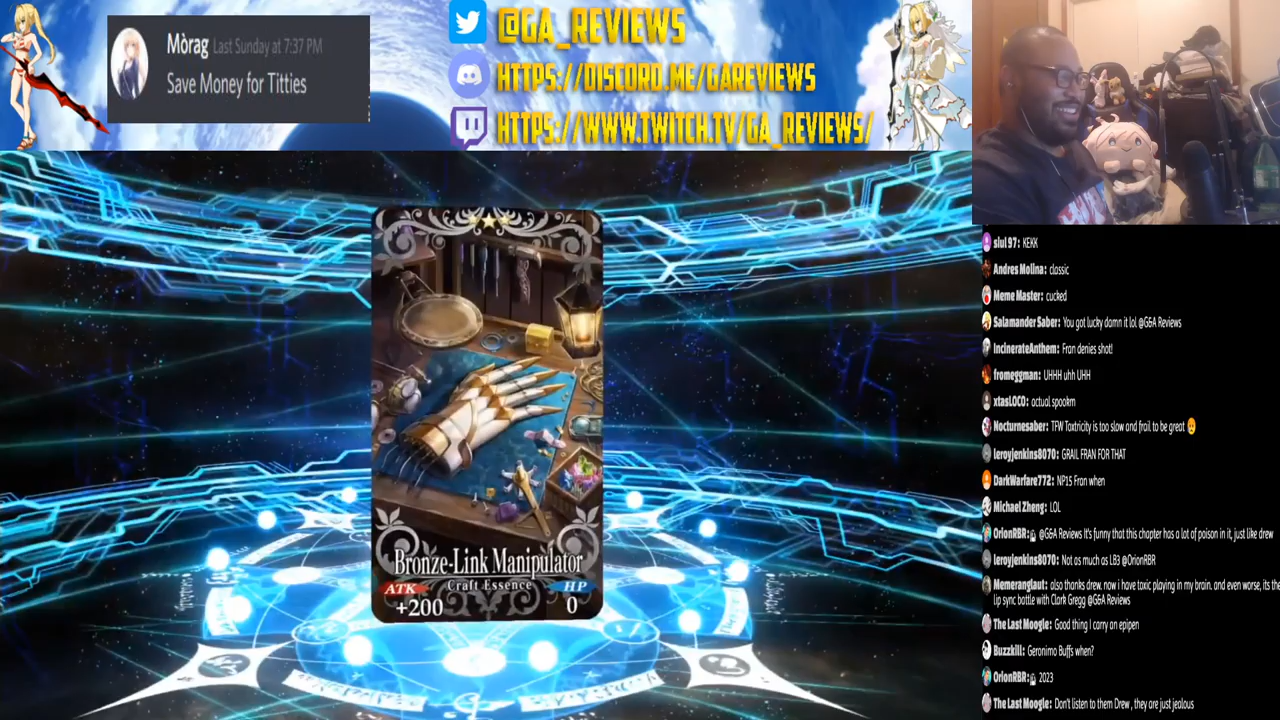 Mòrag Last Sunday at 7:37 PM
Save Money for Titties
@GA_REVIEWS
HTTPS://DISCORD.ME/GAREVIEWS
HTTPS://WWW.TWITCH.TV/GA_REVIEWS/
Bronze-Link Manipulator
Craft Essence
ATK
+200
HP
0
slul97: KEKK
Andres Molina: classic
Meme Master: cucked
Salamander Saber: You got lucky damn it lol @G&A Reviews
IncinerateAnthem: Fran denies shot!
fromeggman: UHHH uhh UHH
xtasLOCO: actual spookm
Nocturnesaber: TFW Toxtricity is too slow and frail to be great 😢
leroyjenkins8070: GRAIL FRAN FOR THAT
DarkWarfare772: NP15 Fran when
Michael Zheng: LOL
OrionRBR: @G&A Reviews It's funny that this chapter has a lot of poison in it, just like drew
leroyjenkins8070: Not as much as LB3 @OrionRBR
Memeranglaut: also thanks drew. now i have toxic playing in my brain. and even worse, its the
lip sync battle with Clark Gregg @G&A Reviews
The Last Moogle: Good thing I carry an epipen
Buzzkill: Geronimo Buffs when?
OrionRBR: 2023
The Last Moogle: Don't listen to them Drew , they are just jealous